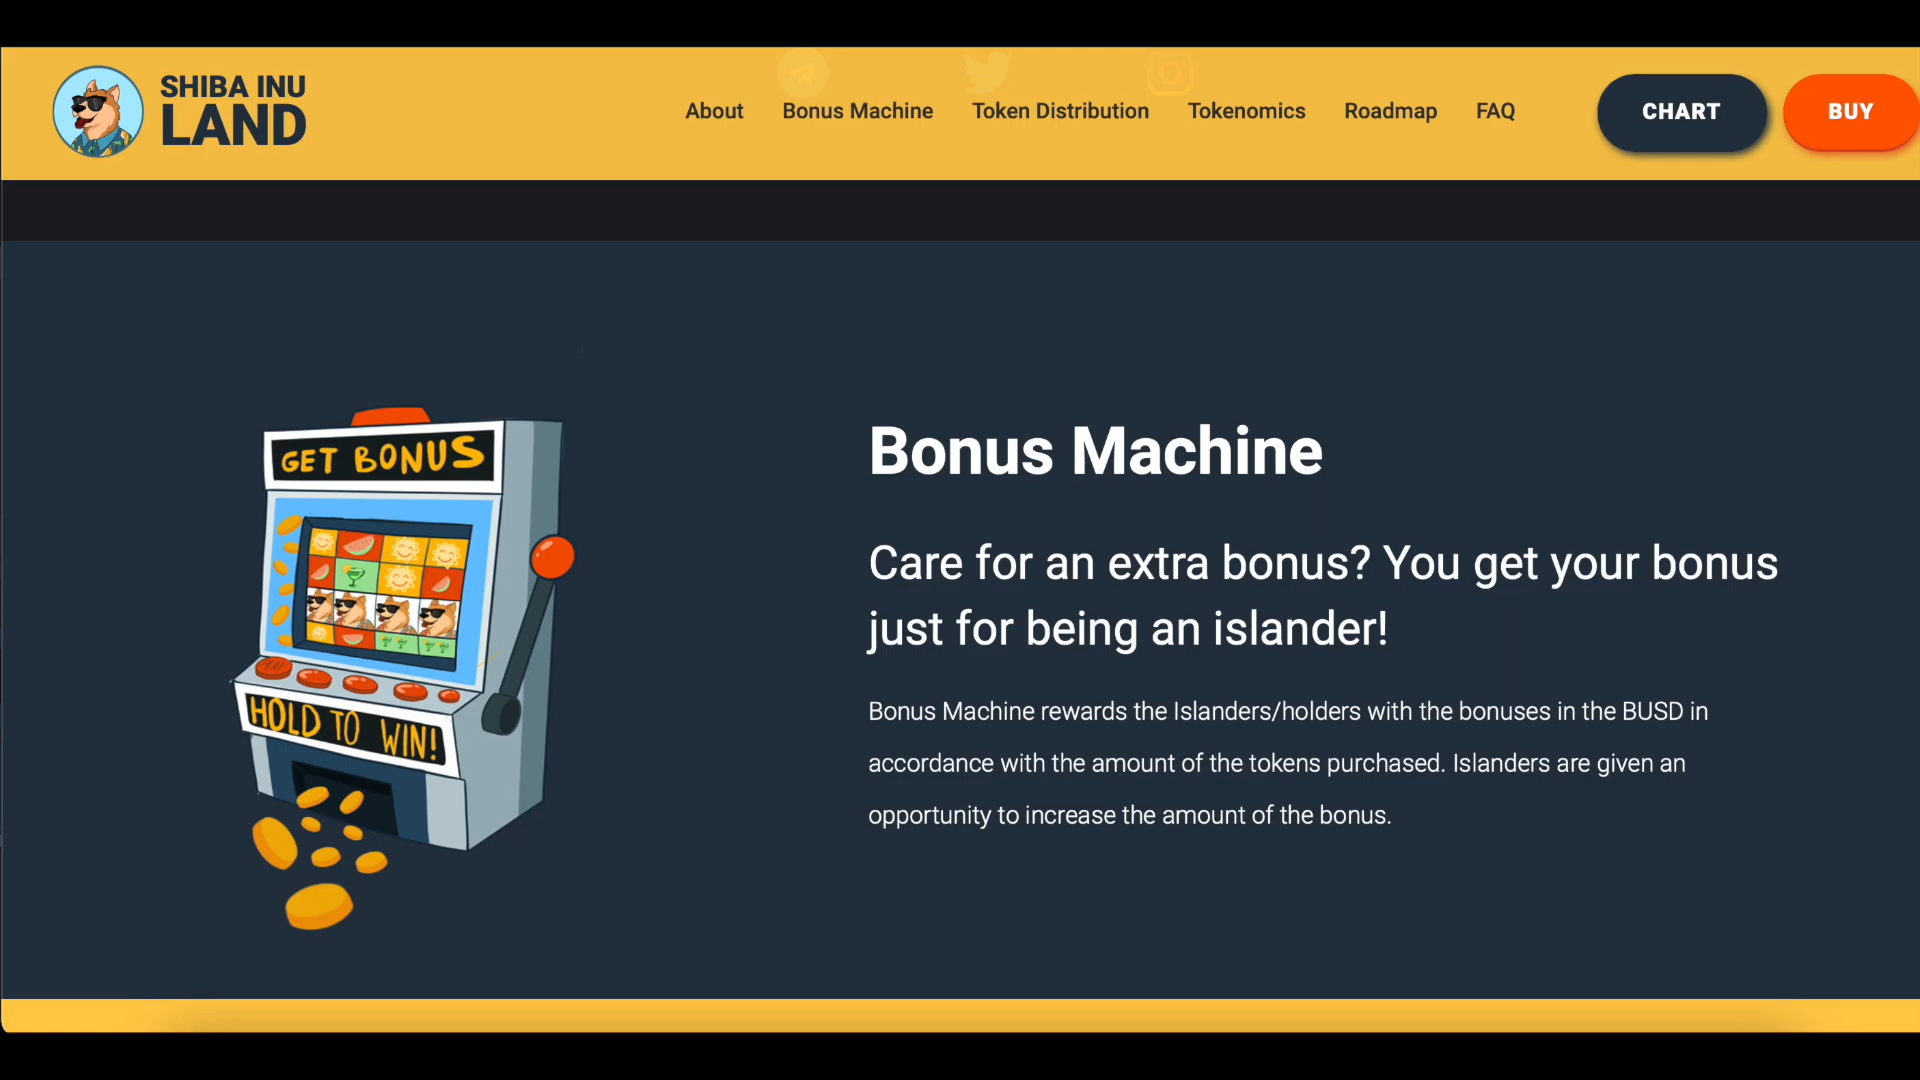 SHIBA INU
LAND
About Bonus Machine Token Distribution Tokenomics Roadmap FAQ
CHART
BUY
GET BONUS
PLAY
HOLD TO WIN!
Bonus Machine
Care for an extra bonus? You get your bonus
just for being an islander!
Bonus Machine rewards the Islanders/holders with the bonuses in the BUSD in
accordance with the amount of the tokens purchased. Islanders are given an
opportunity to increase the amount of the bonus.